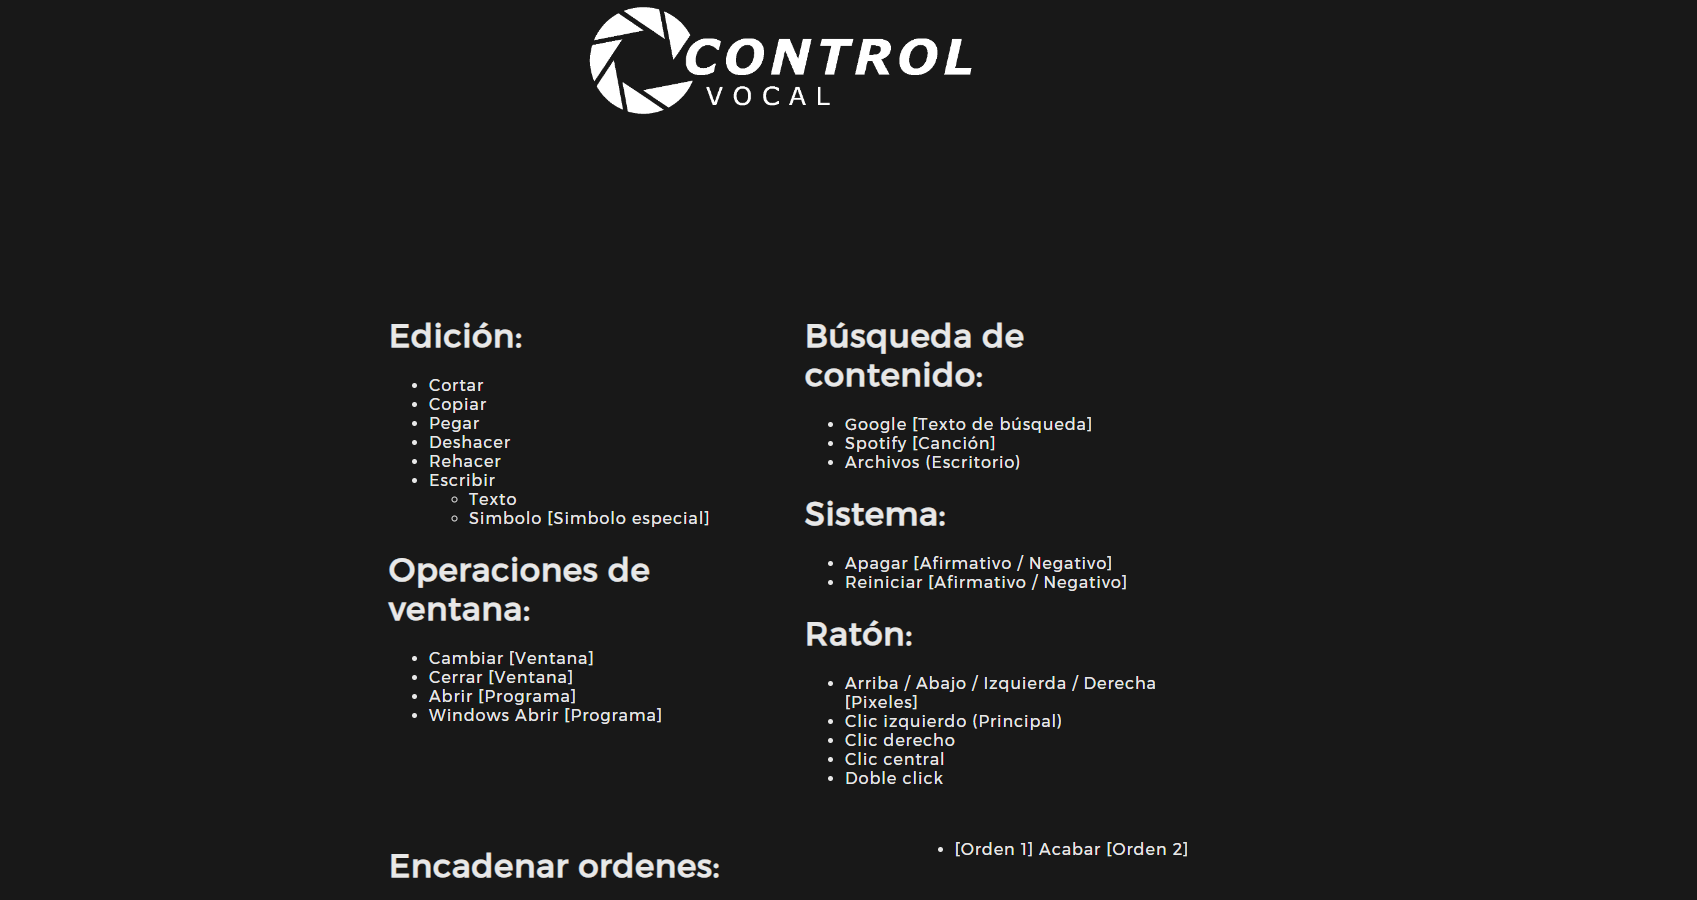 CONTROL
VOCAL
Edición:
Cortar
Copiar
Pegar
Deshacer
Rehacer
Escribir
Texto
Simbolo [Simbolo especial]
Operaciones de
ventana:
Cambiar [Ventana]
Cerrar [Ventana]
Abrir [Programa]
Windows Abrir [Programa]
Búsqueda de
contenido:
Google [Texto de búsqueda]
Spotify [Canción]
Archivos (Escritorio)
Sistema:
Apagar [Afirmativo / Negativo]
Reiniciar [Afirmativo / Negativo]
Ratón:
Arriba / Abajo / Izquierda / Derecha
[Pixeles]
Clic izquierdo (Principal)
Clic derecho
Clic central
Doble click
Encadenar ordenes:
[Orden 1] Acabar [Orden 2]